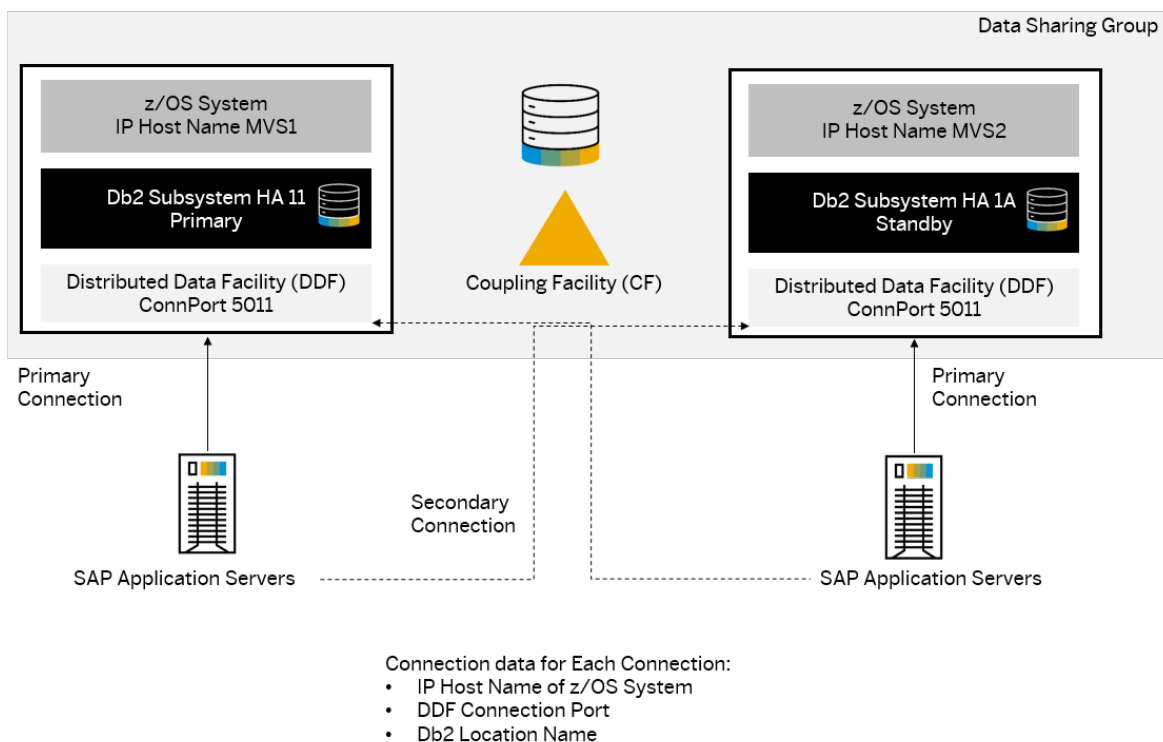 Data Sharing Group
z/OS System
IP Host Name MVS1
Db2 Subsystem HA 11
Primary
Distributed Data Facility (DDF)
ConnPort 5011
Coupling Facility (CF)
z/OS System
IP Host Name MVS2
Db2 Subsystem HA 1A
Standby
Distributed Data Facility (DDF)
ConnPort 5011
Primary
Connection
Primary
Connection
Secondary
Connection
SAP Application Servers
SAP Application Servers
Connection data for Each Connection:
• IP Host Name of z/OS System
• DDF Connection Port
• Db2 Location Name